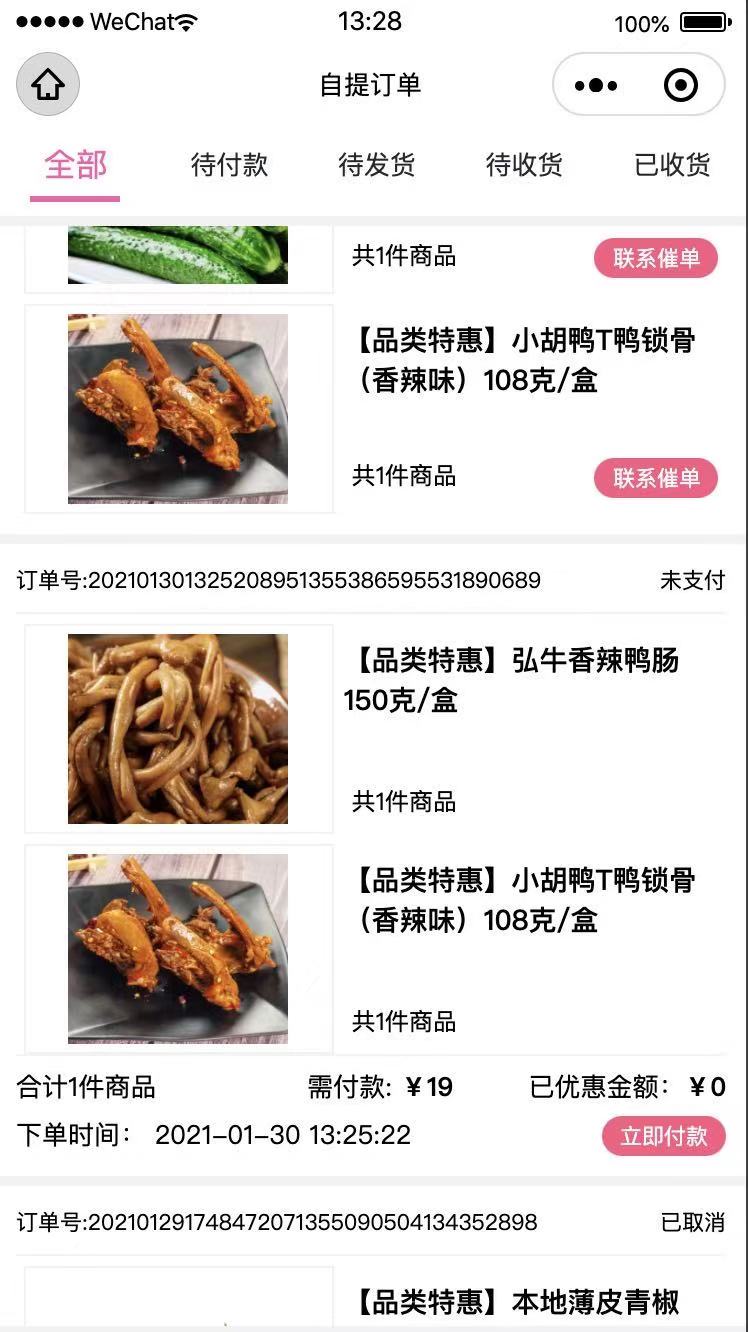 WeChat
13:28
100%
自提订单
全部
待付款
待发货
待收货
已收货
共1件商品
联系催单
【品类特惠】小胡鸭T鸭锁骨
（香辣味）108克/盒
共1件商品
联系催单
订单号:20210130132520895135538659553189​0689
未支付
【品类特惠】弘牛香辣鸭肠
150克/盒
共1件商品
【品类特惠】小胡鸭T鸭锁骨
（香辣味）108克/盒
共1件商品
合计1件商品
需付款: ¥19
已优惠金额： ¥0
下单时间： 2021-01-30 13:25:22
立即付款
订单号:20210129174847207135509050413435​2898
已取消
【品类特惠】本地薄皮青椒